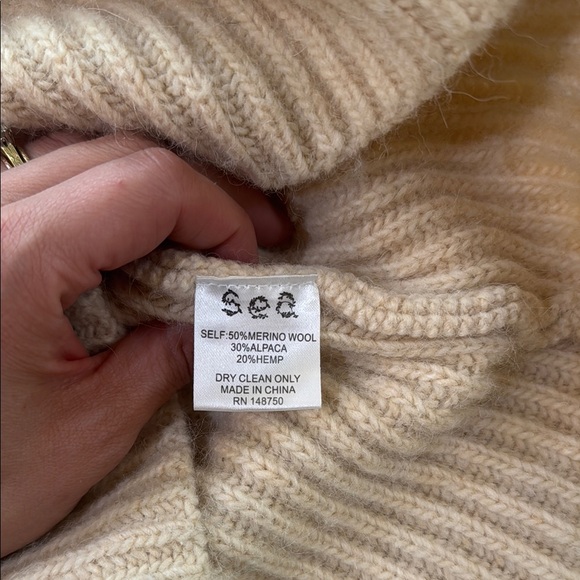 sea
SELF:50%MERINO WOOL
30%ALPACA
20%HEMP
DRY CLEAN ONLY
MADE IN CHINA
RN 148750